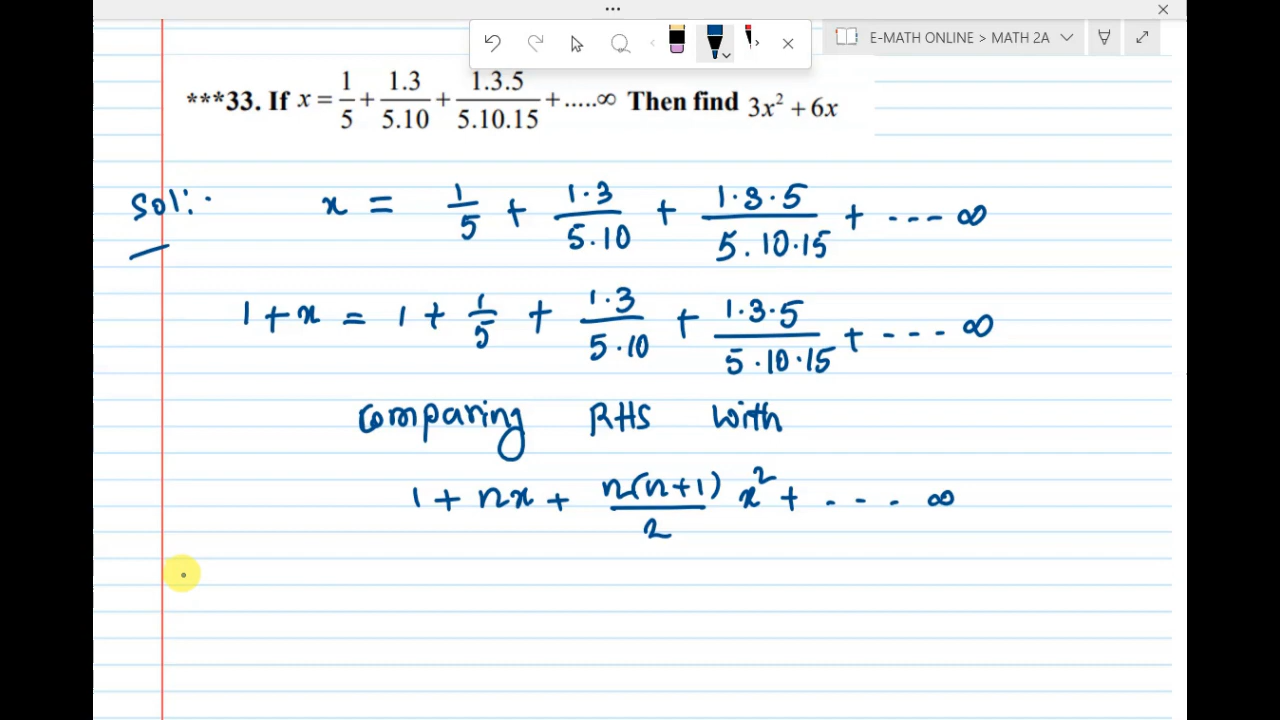 E-MATH ONLINE > MATH 2A
***33. If x = 1/5 + 1.3/5.10 + 1.3.5/5.10.15 + .....∞ Then find 3x² + 6x
Sol:- x = 1/5 + 1·3/5·10 + 1·3·5/5·10·15 + ---- ∞
1 + x = 1 + 1/5 + 1·3/5·10 + 1·3·5/5·10·15 + ---- ∞
Comparing RHS with
1 + nx + n(n+1)/2 x² + ---- ∞